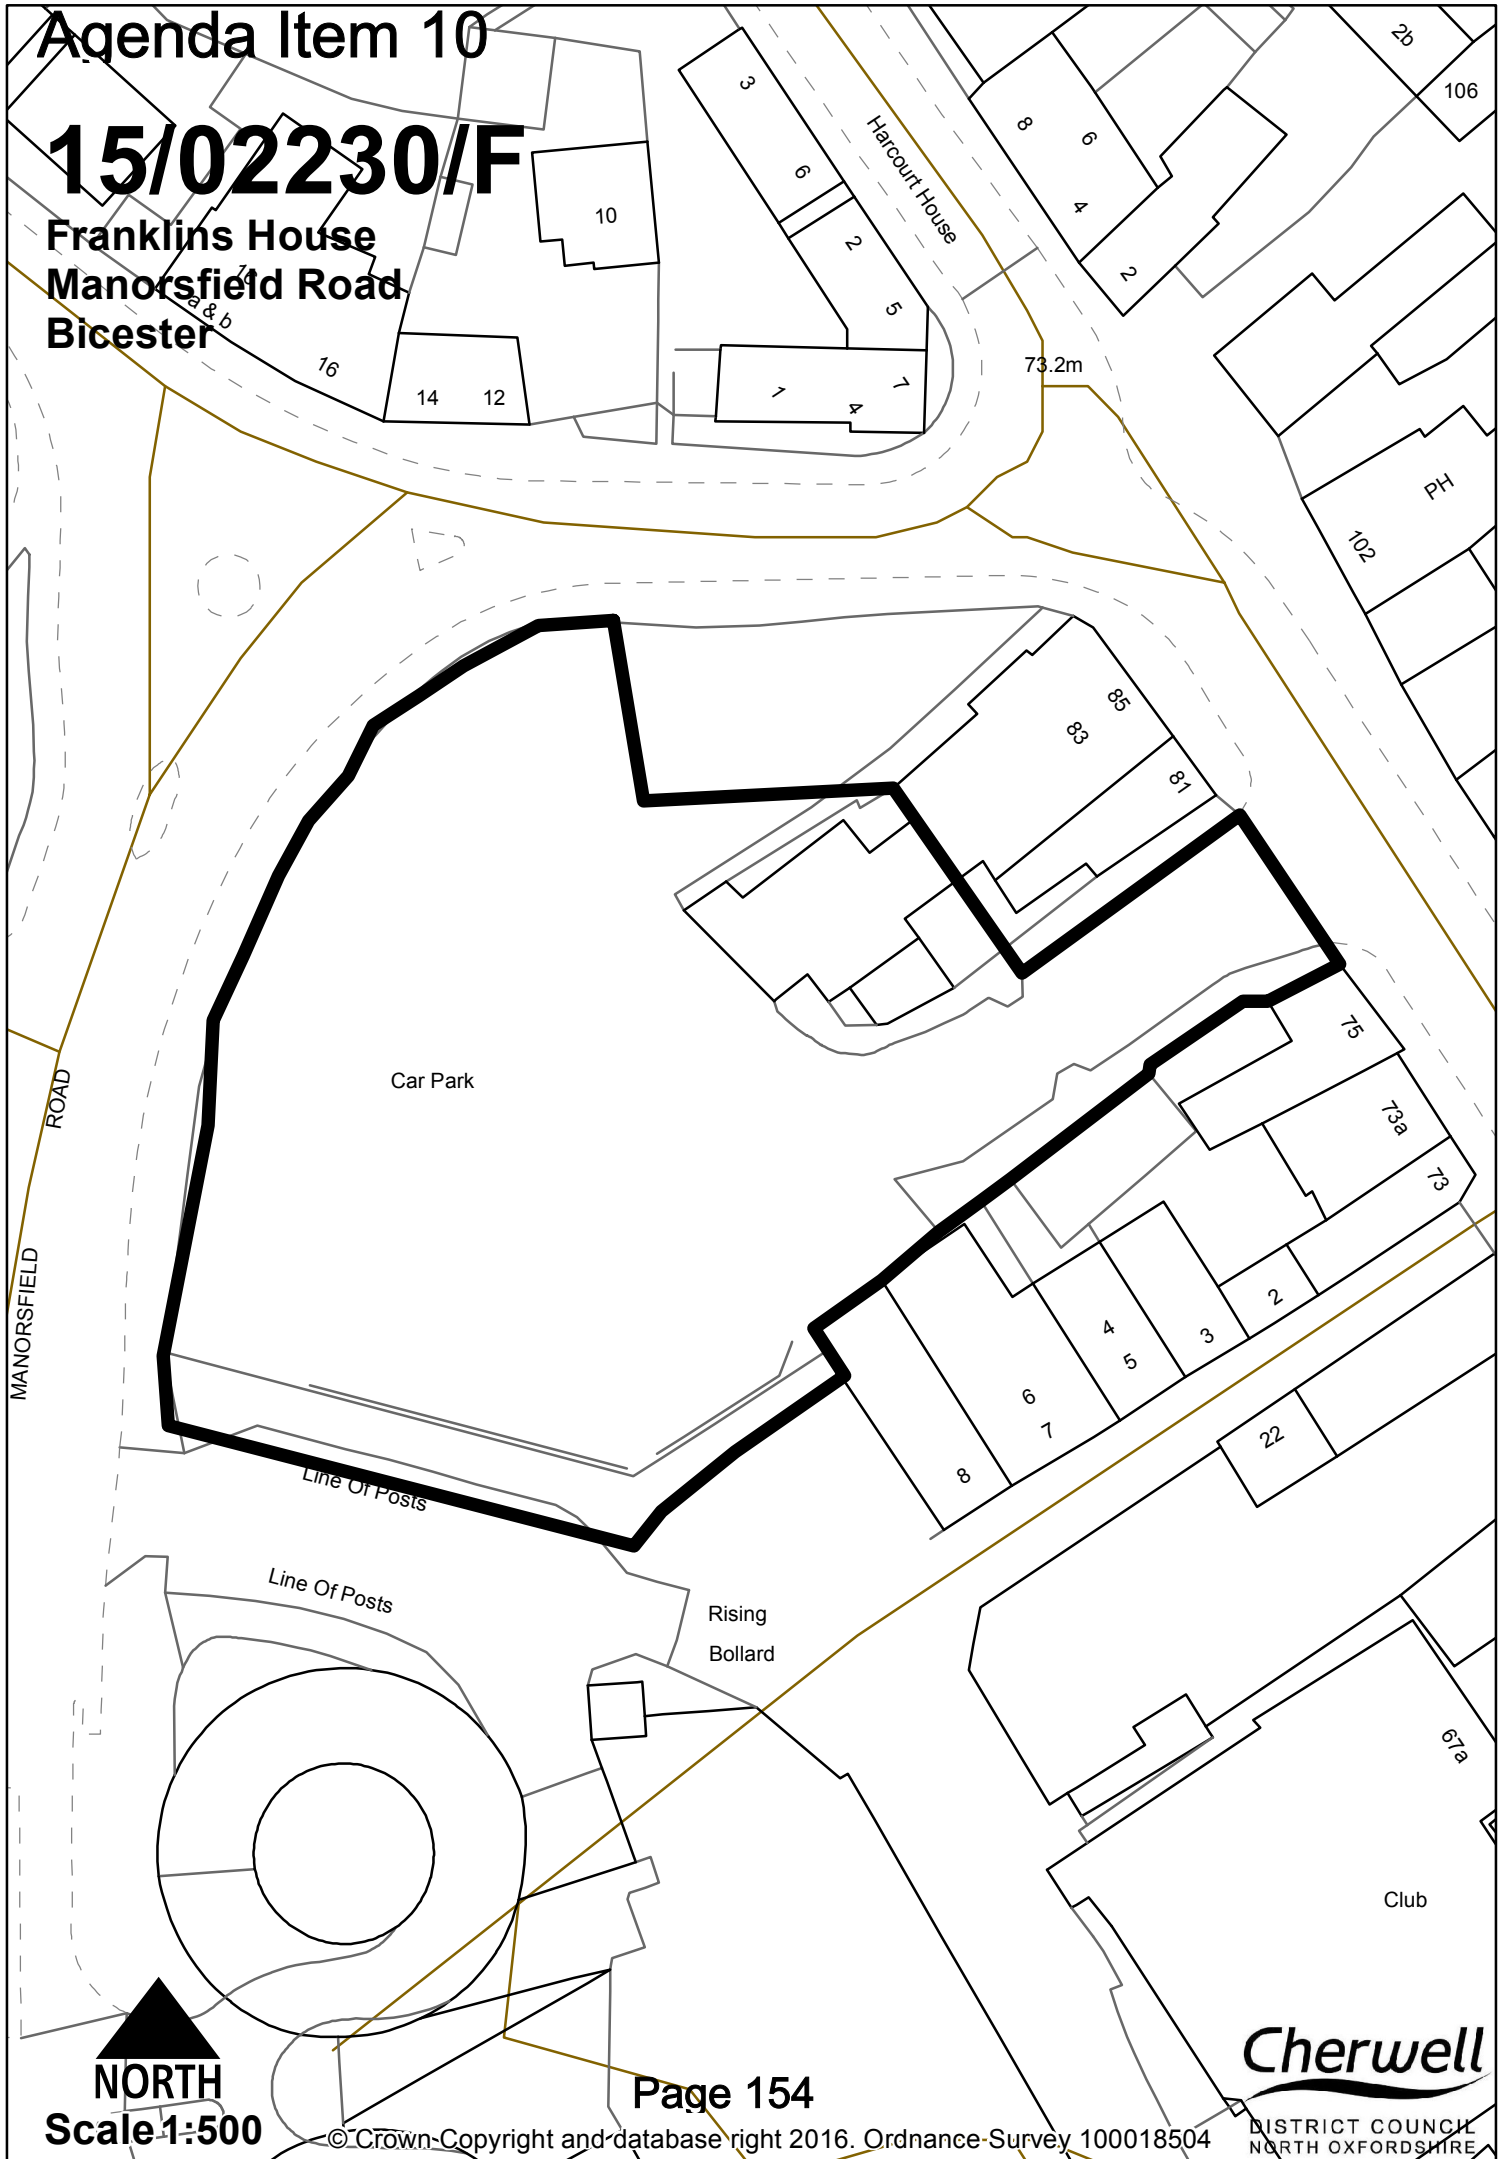 Agenda Item 10
15/02230/F
Franklins House
Manorsfield Road
Bicester
a & b
16
14
12
10
3
6
2
5
1
4
7
Harcourt House
73.2m
8
6
4
2
2b
106
PH
102
85
83
81
75
73a
73
2
3
4
5
6
7
8
22
67a
Club
Car Park
ROAD
MANORSFIELD
Line Of Posts
Line Of Posts
Rising
Bollard
NORTH
Scale 1:500
Page 154
© Crown Copyright and database right 2016. Ordnance Survey 100018504
Cherwell
DISTRICT COUNCIL
NORTH OXFORDSHIRE